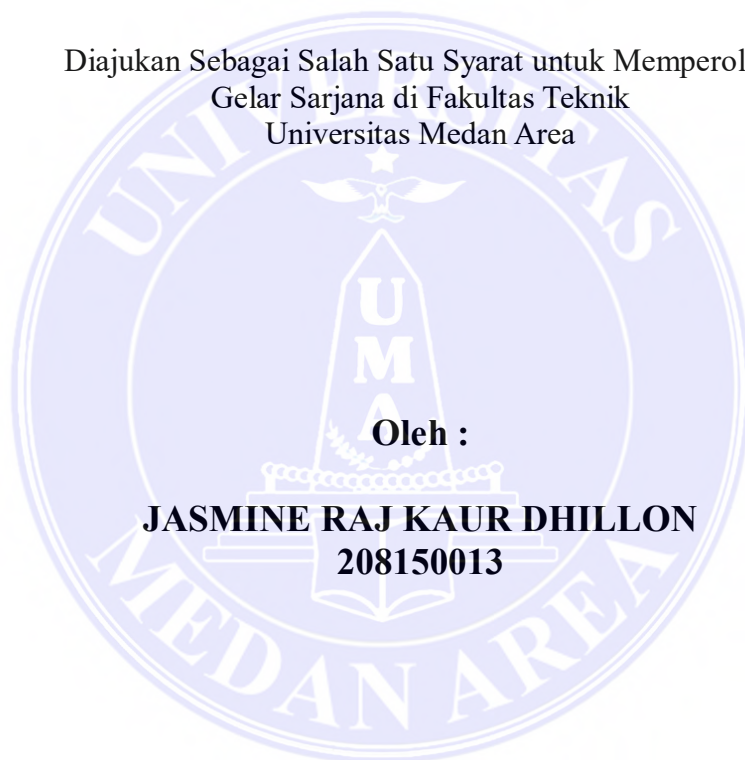 Diajukan Sebagai Salah Satu Syarat untuk Memperol
Gelar Sarjana di Fakultas Teknik
Universitas Medan Area
UNIVERSITAS
UMA
Oleh :
JASMINE RAJ KAUR DHILLON
208150013
MEDAN AREA